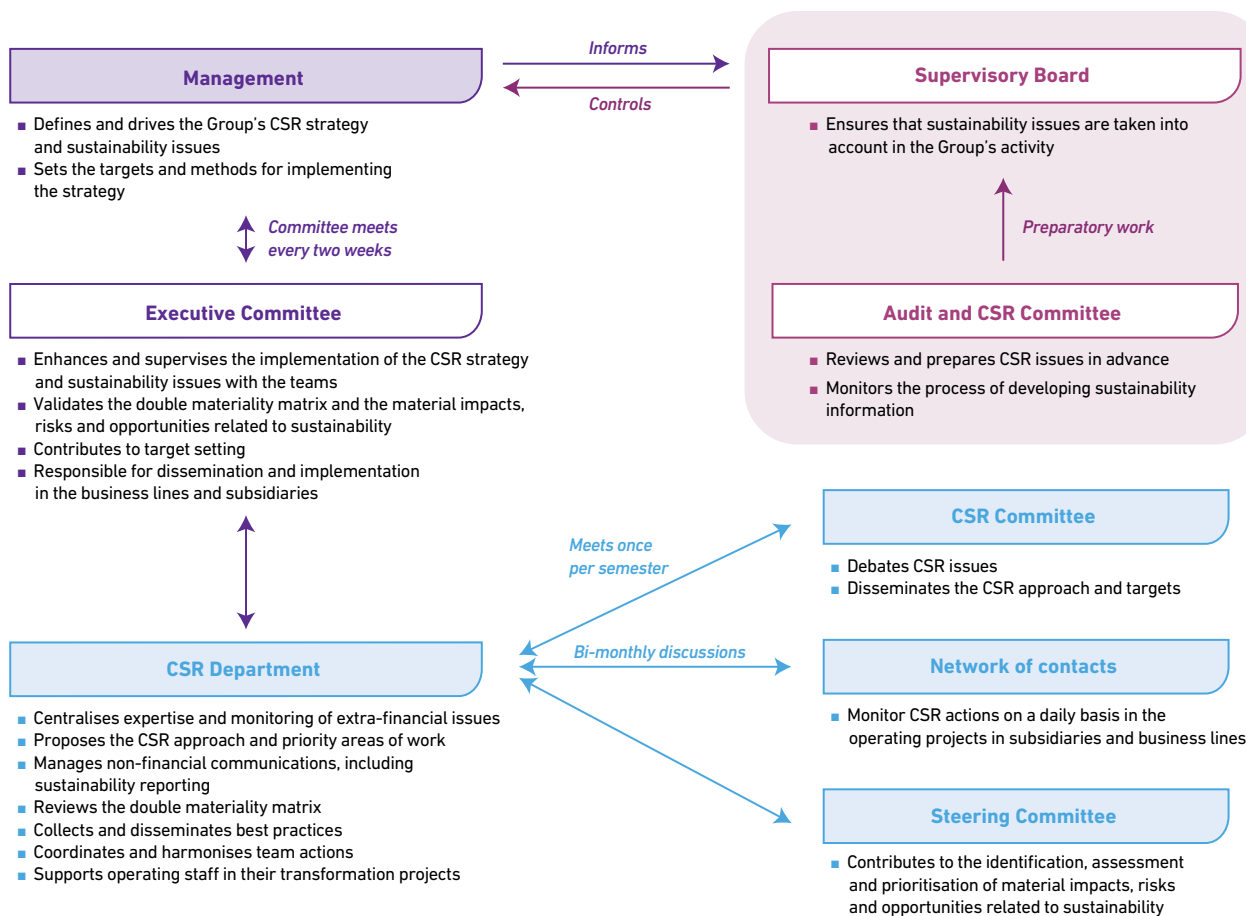 Management
Informs
Controls
Supervisory Board
■ Defines and drives the Group's CSR strategy
and sustainability issues
■ Sets the targets and methods for implementing
the strategy
■ Ensures that sustainability issues are taken into
account in the Group's activity
Committee meets
every two weeks
Preparatory work
Executive Committee
■ Enhances and supervises the implementation of the CSR strategy
and sustainability issues with the teams
■ Validates the double materiality matrix and the material impacts,
risks and opportunities related to sustainability
■ Contributes to target setting
■ Responsible for dissemination and implementation
in the business lines and subsidiaries
Audit and CSR Committee
■ Reviews and prepares CSR issues in advance
■ Monitors the process of developing sustainability
information
Meets once
per semester
CSR Committee
■ Debates CSR issues
■ Disseminates the CSR approach and targets
CSR Department
Bi-monthly discussions
Network of contacts
■ Centralises expertise and monitoring of extra-financial issues
■ Proposes the CSR approach and priority areas of work
■ Manages non-financial communications, including
sustainability reporting
■ Reviews the double materiality matrix
■ Collects and disseminates best practices
■ Coordinates and harmonises team actions
■ Supports operating staff in their transformation projects
■ Monitor CSR actions on a daily basis in the
operating projects in subsidiaries and business lines
Steering Committee
■ Contributes to the identification, assessment
and prioritisation of material impacts, risks
and opportunities related to sustainability